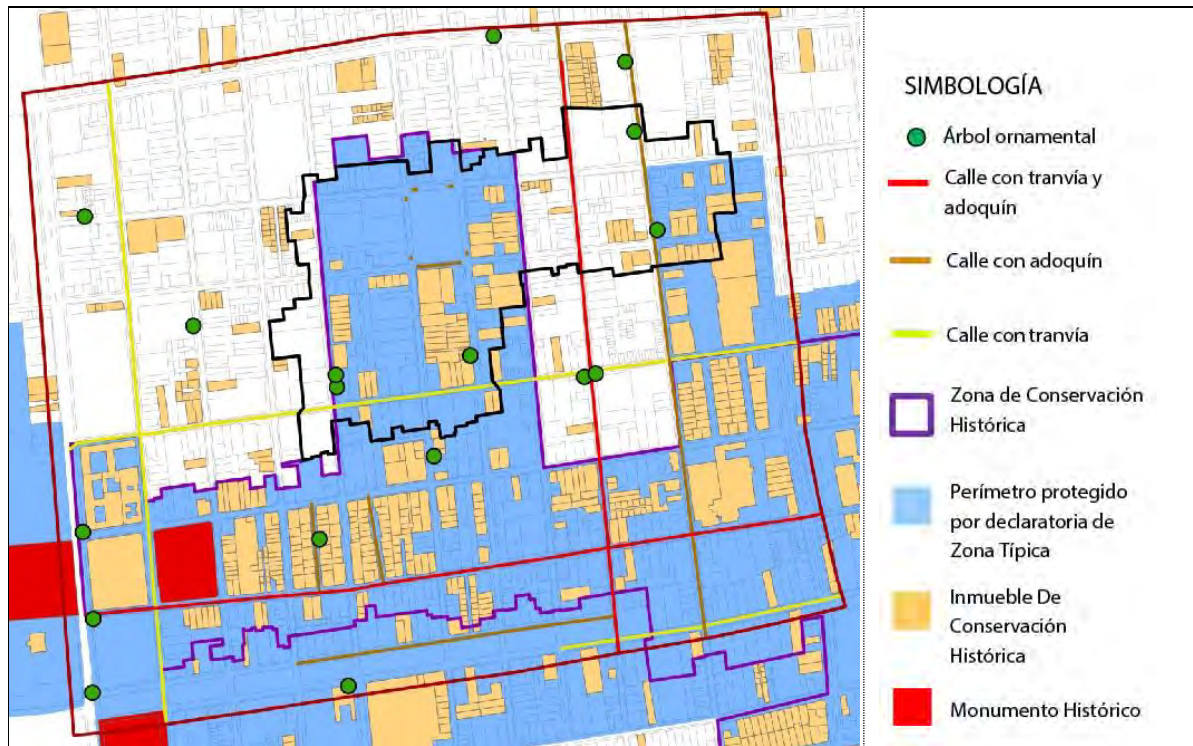 SIMBOLOGÍA
Árbol ornamental
Calle con tranvía y
adoquín
Calle con adoquín
Calle con tranvía
Zona de Conservación
Histórica
Perímetro protegido
por declaratoria de
Zona Típica
Inmueble De
Conservación
Histórica
Monumento Histórico